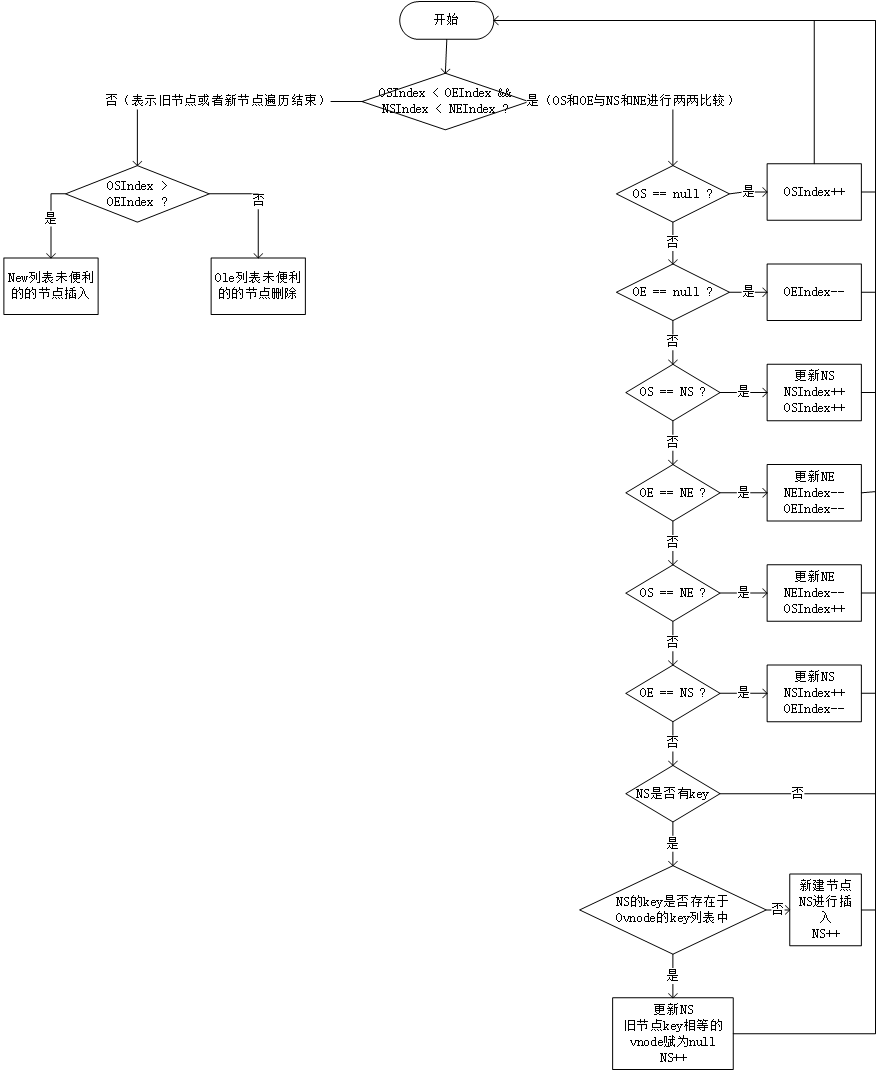 开始
OSIndex < OEIndex &&
NSIndex < NEIndex ?
否（表示旧节点或者新节点遍历结束）
是（OS和OE与NS和NE进行两两比较）
OSIndex >
OEIndex ?
是
否
New列表未便利
的的节点插入
Ole列表未便利
的的节点删除
OS == null ?
是
OSIndex++
否
OE == null ?
是
OEIndex--
否
OS == NS ?
是
更新NS
NSIndex++
OSIndex++
否
OE == NE ?
是
更新NE
NEIndex--
OEIndex--
否
OS == NE ?
是
更新NE
NEIndex--
OSIndex++
否
OE == NS ?
是
更新NS
NSIndex++
OEIndex--
否
NS是否有key
否
是
NS的key是否存在于
Ovnode的key列表中
否
新建节点
NS进行插
入
NS++
是
更新NS
旧节点key相等的
vnode赋为null
NS++